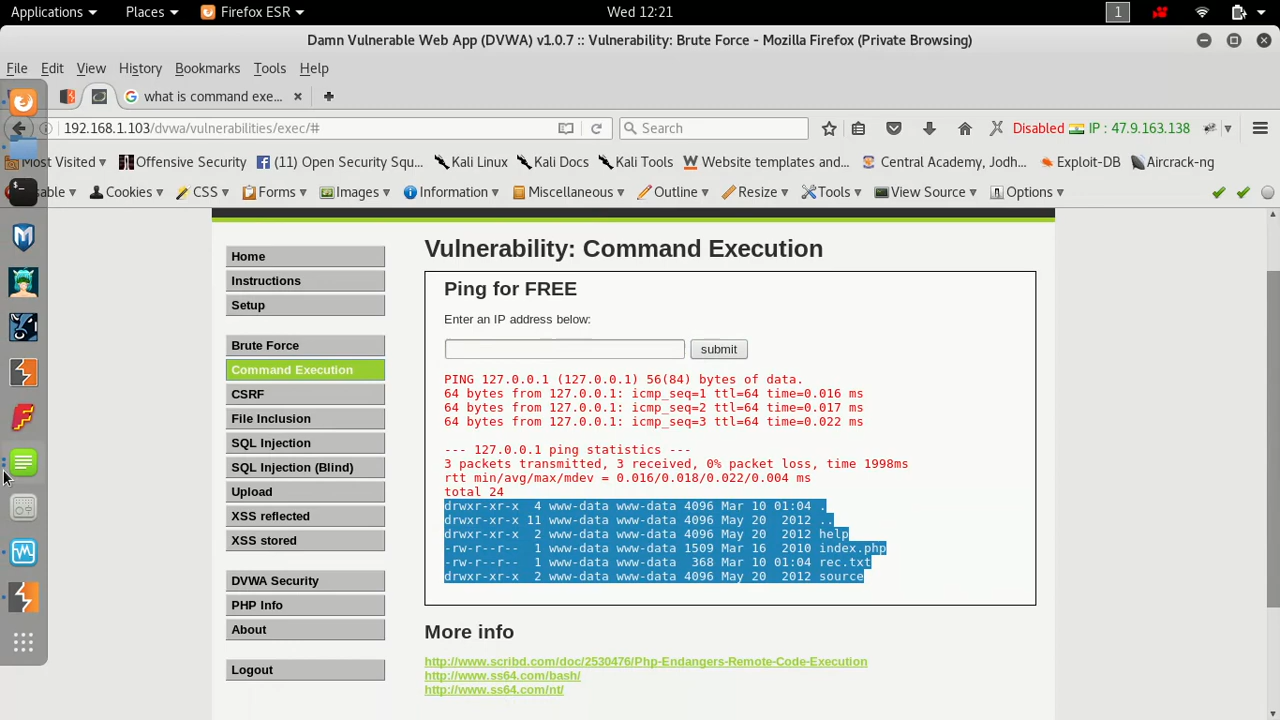 Applications Places Firefox ESR Wed 12:21 1
Damn Vulnerable Web App (DVWA) v1.0.7 :: Vulnerability: Brute Force - Mozilla Firefox (Private Browsing)
File Edit View History Bookmarks Tools Help
what is command exe...
192.168.1.103/dvwa/vulnerabilities/exec/# Search Disabled IP : 47.9.163.138
Most Visited Offensive Security (11) Open Security Squ... Kali Linux Kali Docs Kali Tools Website templates and... Central Academy, Jodh... Exploit-DB Aircrack-ng
Cookies CSS Forms Images Information Miscellaneous Outline Resize Tools View Source Options
Vulnerability: Command Execution
Home
Instructions
Setup
Brute Force
Command Execution
CSRF
File Inclusion
SQL Injection
SQL Injection (Blind)
Upload
XSS reflected
XSS stored
DVWA Security
PHP Info
About
Logout
Ping for FREE
Enter an IP address below:
submit
PING 127.0.0.1 (127.0.0.1) 56(84) bytes of data.
64 bytes from 127.0.0.1: icmp_seq=1 ttl=64 time=0.016 ms
64 bytes from 127.0.0.1: icmp_seq=2 ttl=64 time=0.017 ms
64 bytes from 127.0.0.1: icmp_seq=3 ttl=64 time=0.022 ms
--- 127.0.0.1 ping statistics ---
3 packets transmitted, 3 received, 0% packet loss, time 1998ms
rtt min/avg/max/mdev = 0.016/0.018/0.022/0.004 ms
total 24
drwxr-xr-x 4 www-data www-data 4096 Mar 10 01:04 .
drwxr-xr-x 11 www-data www-data 4096 May 20 2012 ..
drwxr-xr-x 2 www-data www-data 4096 May 20 2012 help
-rw-r--r-- 1 www-data www-data 1509 Mar 16 2010 index.php
-rw-r--r-- 1 www-data www-data 368 Mar 10 01:04 rec.txt
drwxr-xr-x 2 www-data www-data 4096 May 20 2012 source
More info
http://www.scribd.com/doc/2530476/Php-Endangers-Remote-Code-Execution
http://www.ss64.com/bash/
http://www.ss64.com/nt/